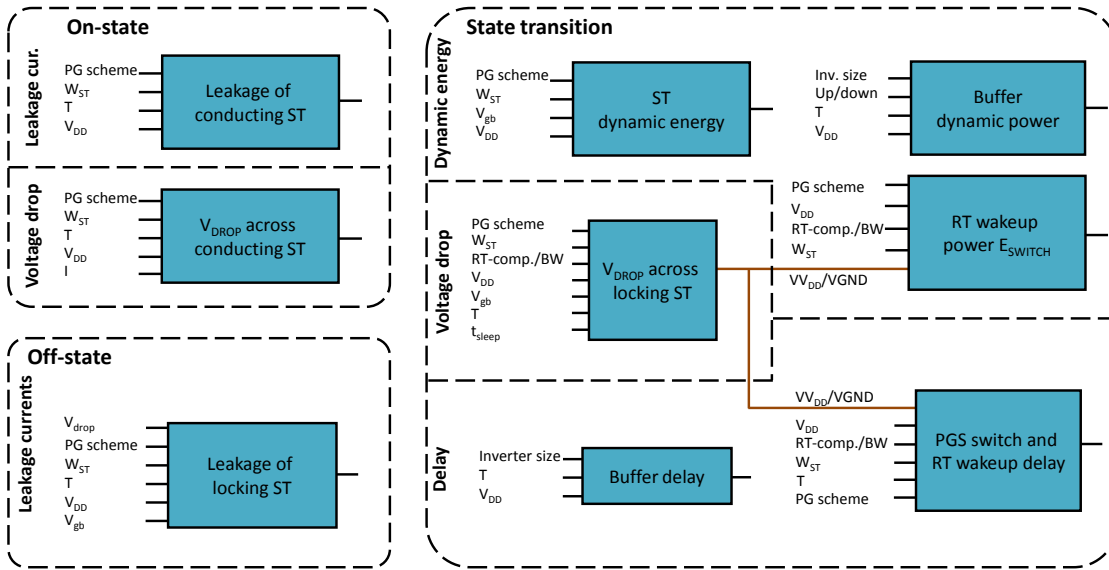 On-state
Leakage cur.
PG scheme
W_ST
T
V_DD
Leakage of
conducting ST
Voltage drop
PG scheme
W_ST
T
V_DD
I
V_DROP across
conducting ST
Off-state
Leakage currents
V_drop
PG scheme
W_ST
T
V_DD
V_gb
Leakage of
locking ST
State transition
Dynamic energy
PG scheme
W_ST
V_gb
V_DD
ST
dynamic energy
Inv. size
Up/down
T
V_DD
Buffer
dynamic power
PG scheme
V_DD
RT-comp./BW
W_ST
VV_DD/VGND
RT wakeup
power E_SWITCH
Voltage drop
PG scheme
W_ST
RT-comp./BW
V_DD
V_gb
T
t_sleep
V_DROP across
locking ST
Delay
Inverter size
T
V_DD
Buffer delay
VV_DD/VGND
V_DD
RT-comp./BW
W_ST
T
PG scheme
PGS switch and
RT wakeup delay